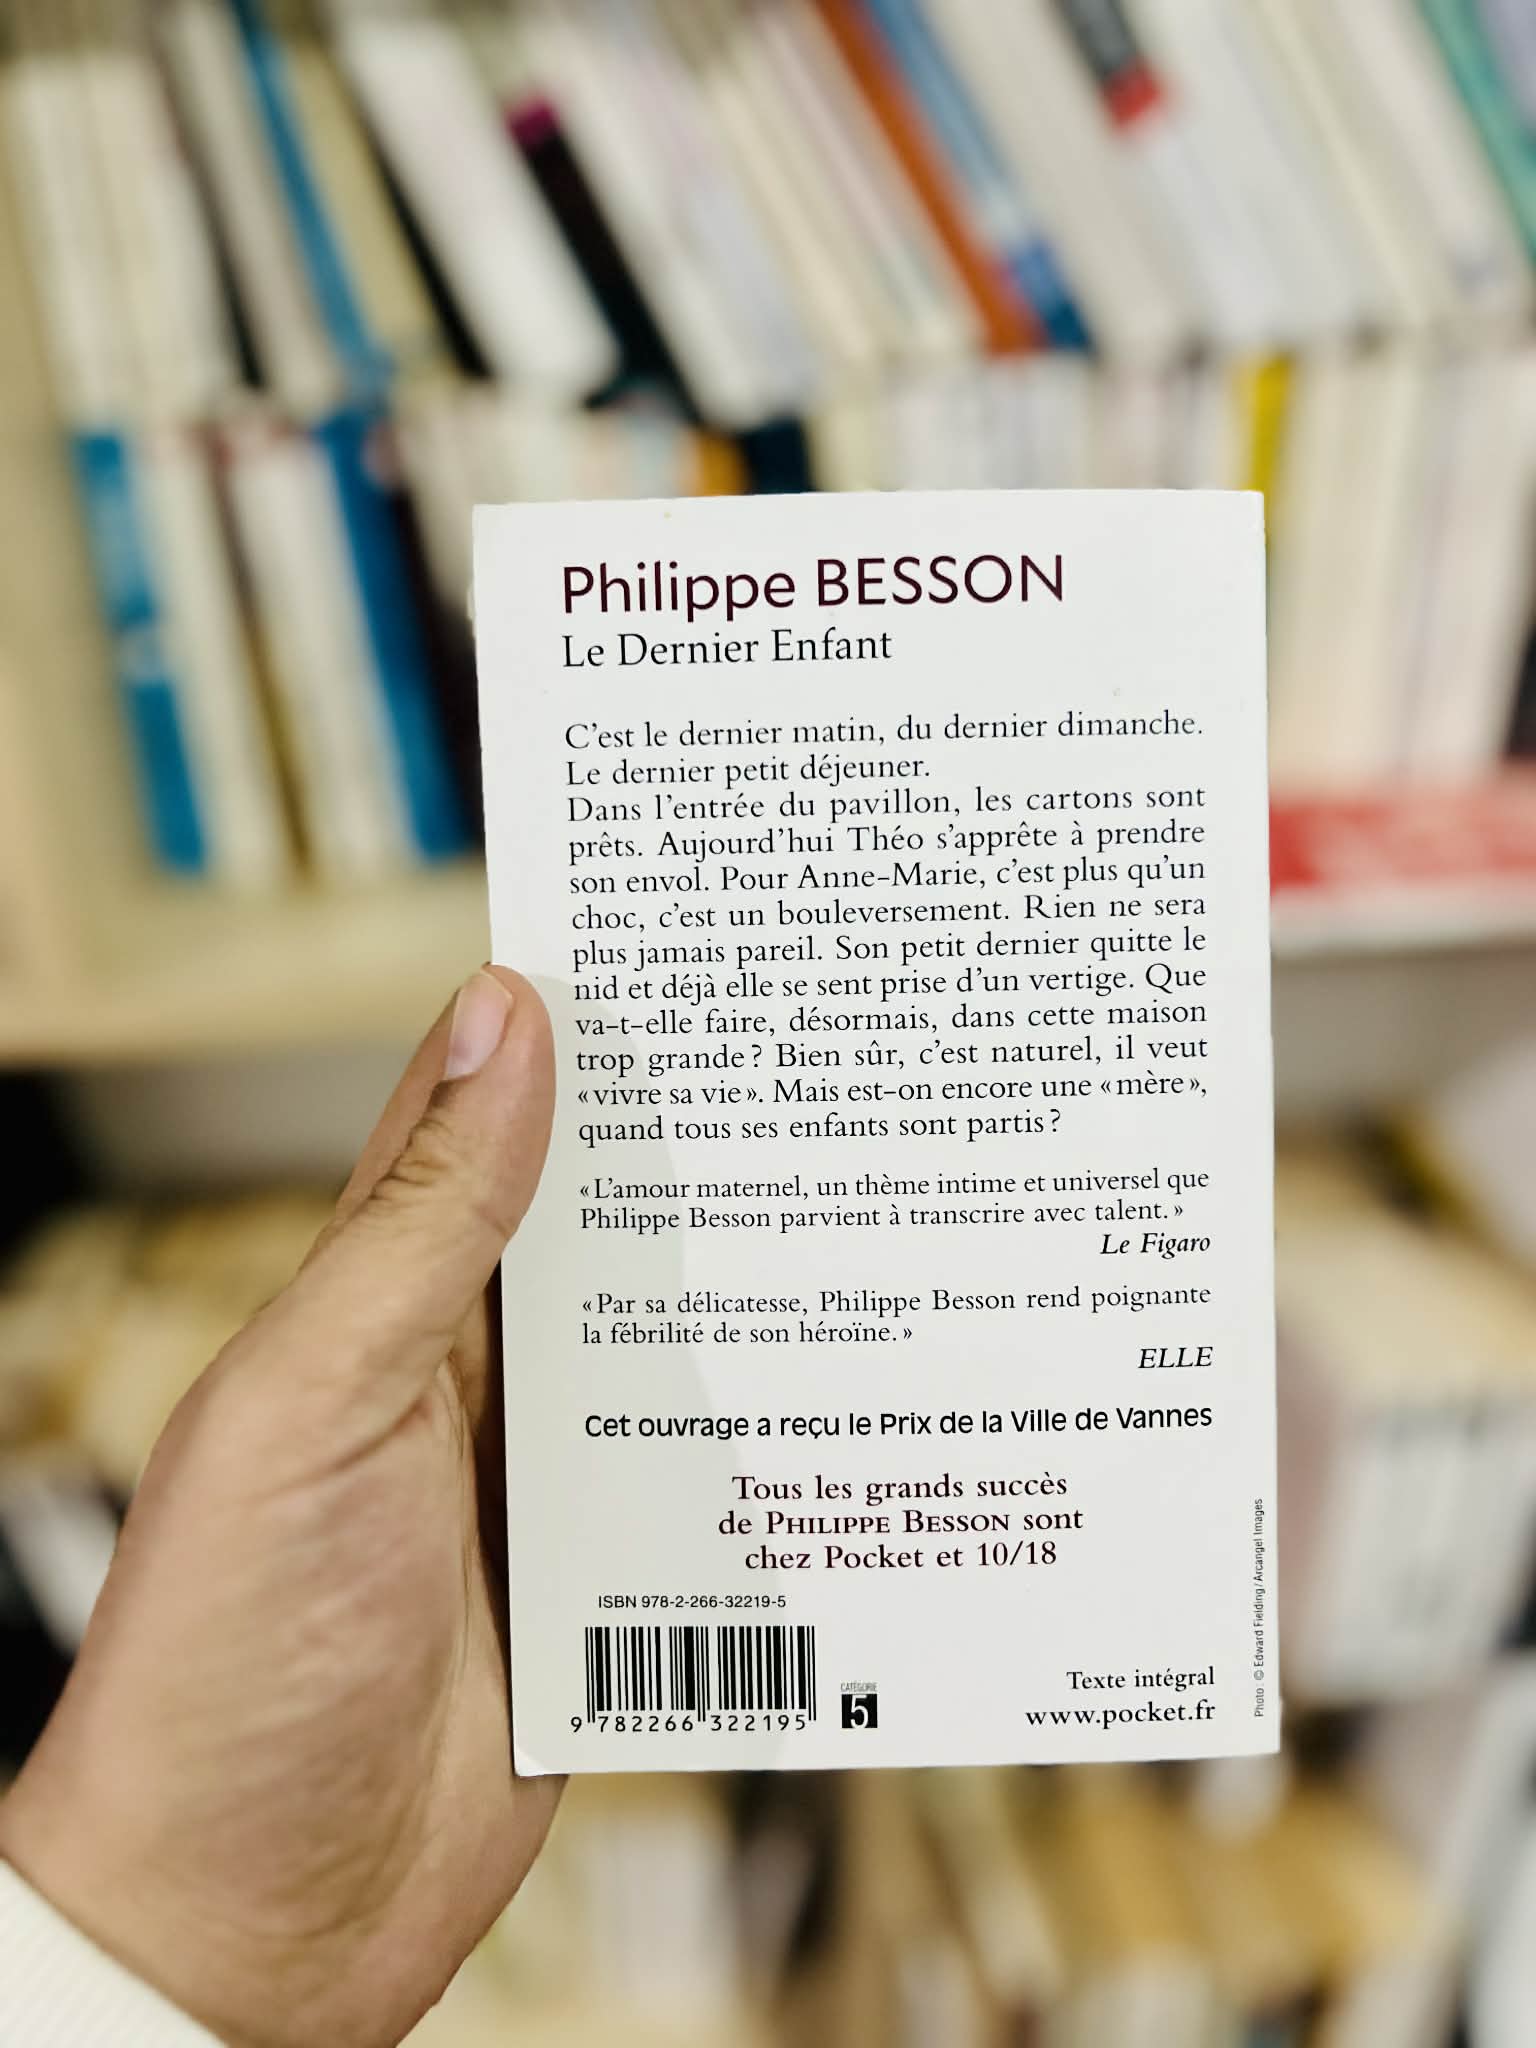 Philippe BESSON
Le Dernier Enfant
C'est le dernier matin, du dernier dimanche.
Le dernier petit déjeuner.
Dans l'entrée du pavillon, les cartons sont
prêts. Aujourd'hui Théo s'apprête à prendre
son envol. Pour Anne-Marie, c'est plus qu'un
choc, c'est un bouleversement. Rien ne sera
plus jamais pareil. Son petit dernier quitte le
nid et déjà elle se sent prise d'un vertige. Que
va-t-elle faire, désormais, dans cette maison
trop grande ? Bien sûr, c'est naturel, il veut
« vivre sa vie ». Mais est-on encore une « mère »,
quand tous ses enfants sont partis ?
« L'amour maternel, un thème intime et universel que
Philippe Besson parvient à transcrire avec talent. »
Le Figaro
« Par sa délicatesse, Philippe Besson rend poignante
la fébrilité de son héroïne. »
ELLE
Cet ouvrage a reçu le Prix de la Ville de Vannes
Tous les grands succès
de PHILIPPE BESSON sont
chez Pocket et 10/18
ISBN 978-2-266-32219-5
9 782266 322195
CATÉGORIE
5
Texte intégral
www.pocket.fr
Photo : © Edward Fielding / Arcangel Images